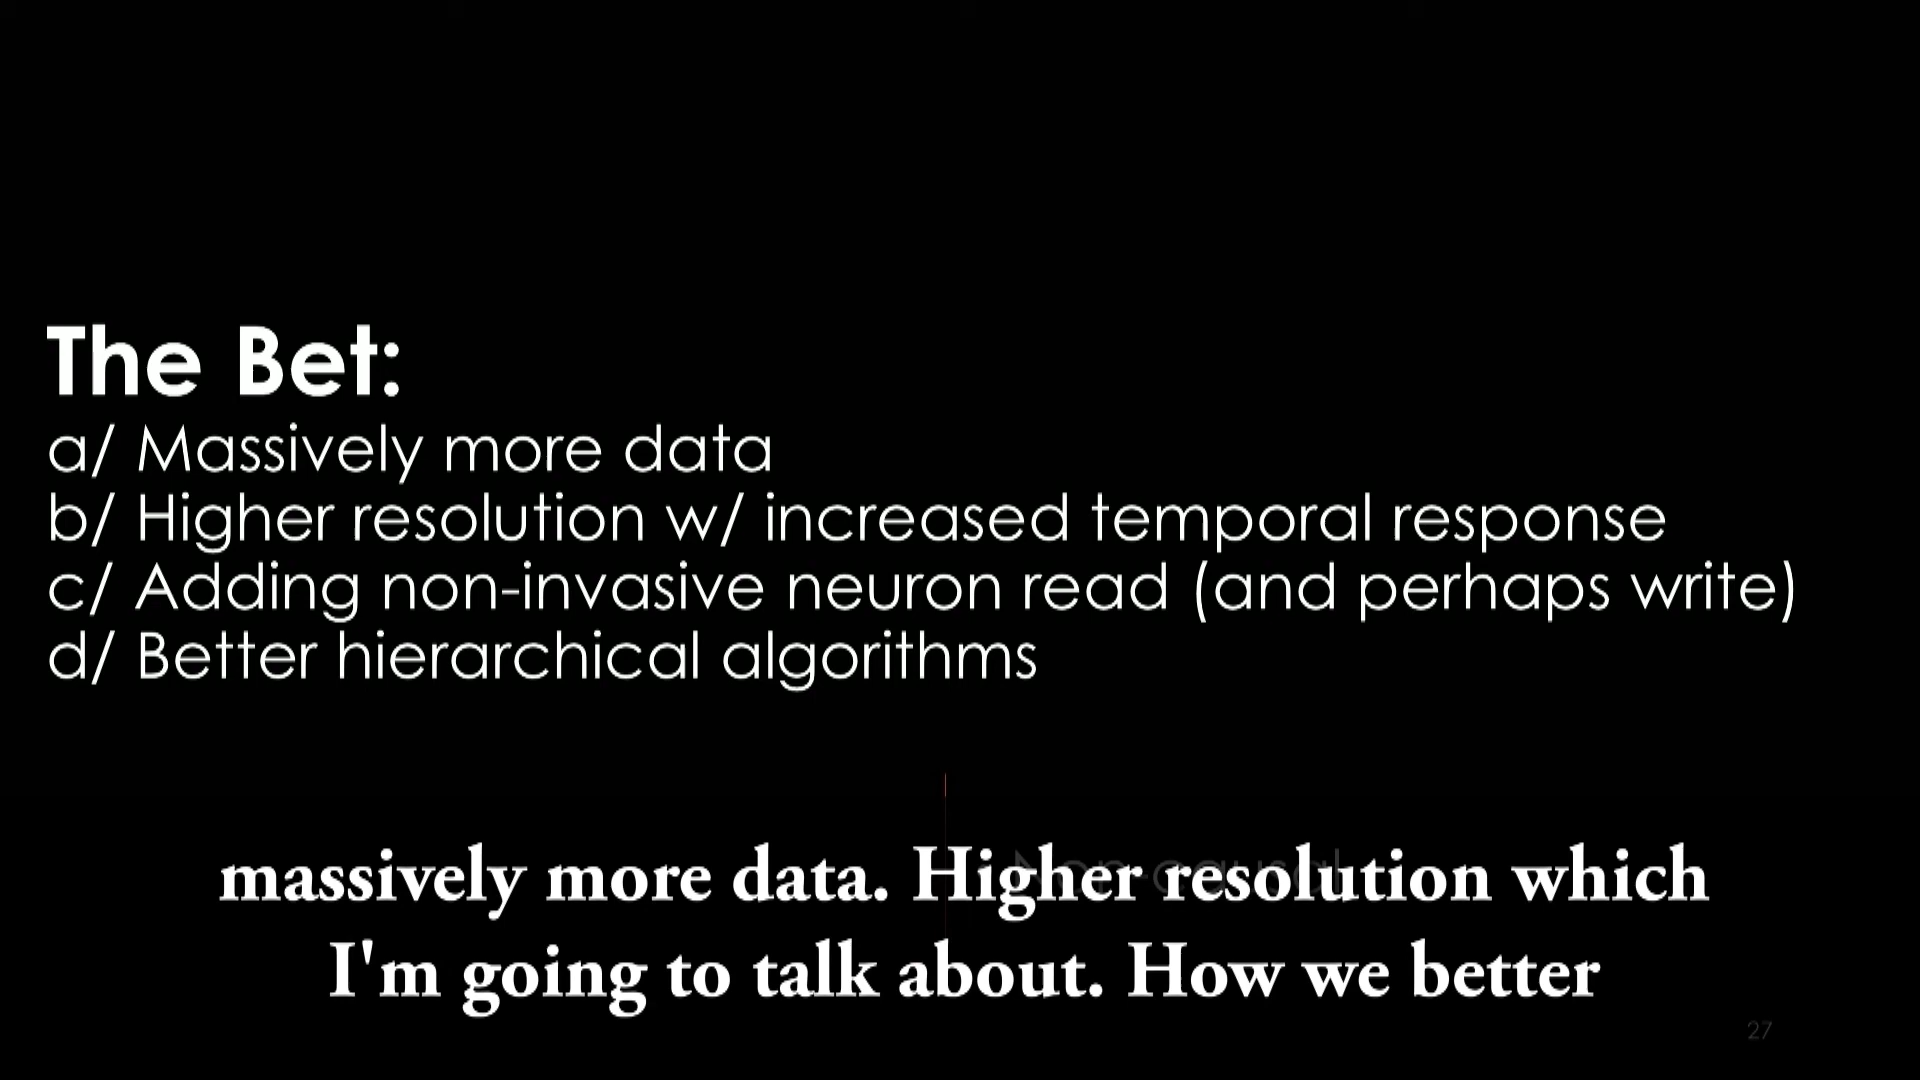 The Bet:
a/ Massively more data
b/ Higher resolution w/ increased temporal response
c/ Adding non-invasive neuron read (and perhaps write)
d/ Better hierarchical algorithms
massively more data. Higher resolution which
I'm going to talk about. How we better
27